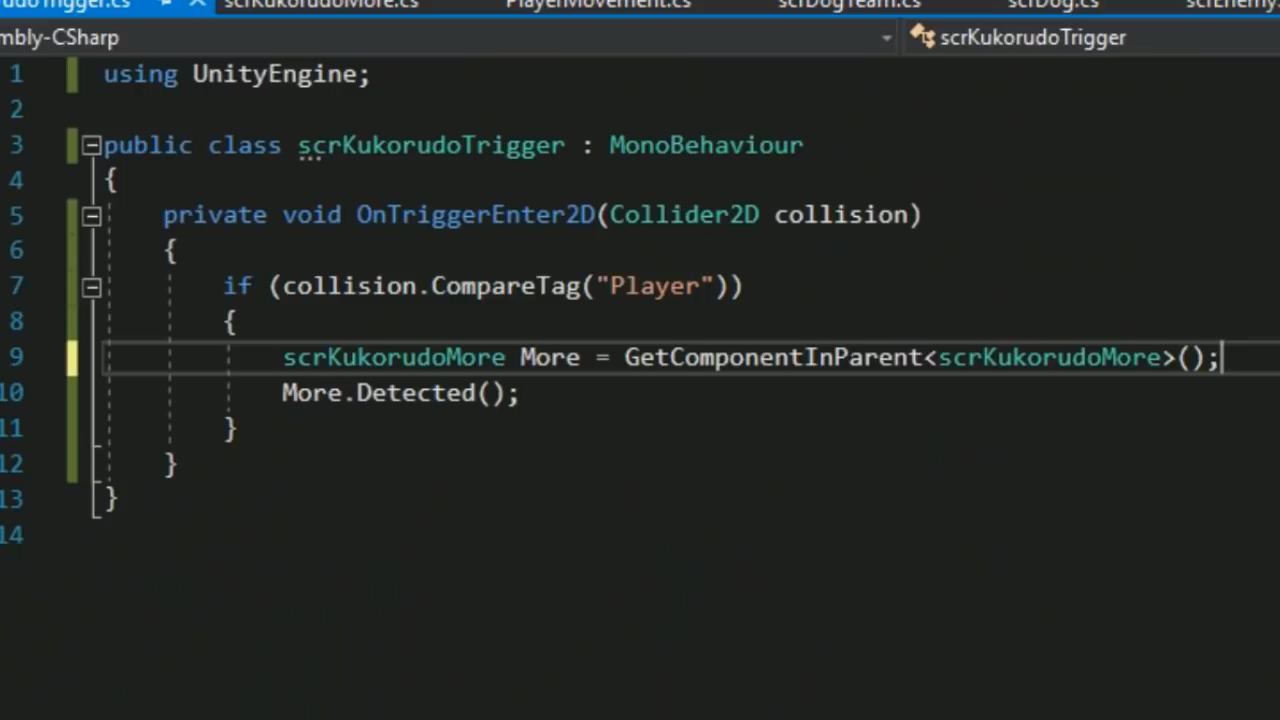 scrKukorudoMore.cs PlayerMovement.cs scrDogTeam.cs scrDog.cs
mbly-CSharp scrKukorudoTrigger
1 using UnityEngine;
2
3 public class scrKukorudoTrigger : MonoBehaviour
4 {
5 private void OnTriggerEnter2D(Collider2D collision)
6 {
7 if (collision.CompareTag("Player"))
8 {
9 scrKukorudoMore More = GetComponentInParent<scrKukorudoMore>();
10 More.Detected();
11 }
12 }
13 }
14